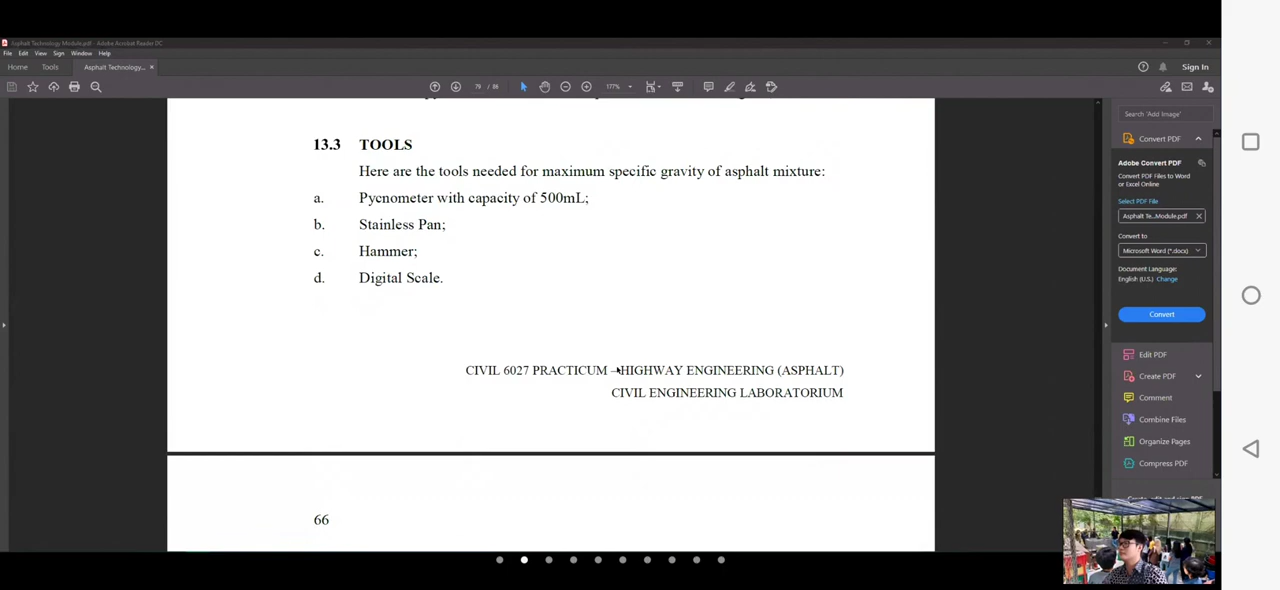 Asphalt Technology Module.pdf - Adobe Acrobat Reader DC
File Edit View Sign Window Help
Home Tools Asphalt Technology... × Sign In
79 / 86 177%
Search 'Add Image'
13.3 TOOLS
Here are the tools needed for maximum specific gravity of asphalt mixture:
a. Pycnometer with capacity of 500mL;
b. Stainless Pan;
c. Hammer;
d. Digital Scale.
CIVIL 6027 PRACTICUM –HIGHWAY ENGINEERING (ASPHALT)
CIVIL ENGINEERING LABORATORIUM
66
Convert PDF
Adobe Convert PDF
Convert PDF Files to Word
or Excel Online
Select PDF File
Asphalt Te...Module.pdf ×
Convert to
Microsoft Word (*.docx)
Document Language:
English (U.S.) Change
Convert
Edit PDF
Create PDF
Comment
Combine Files
Organize Pages
Compress PDF